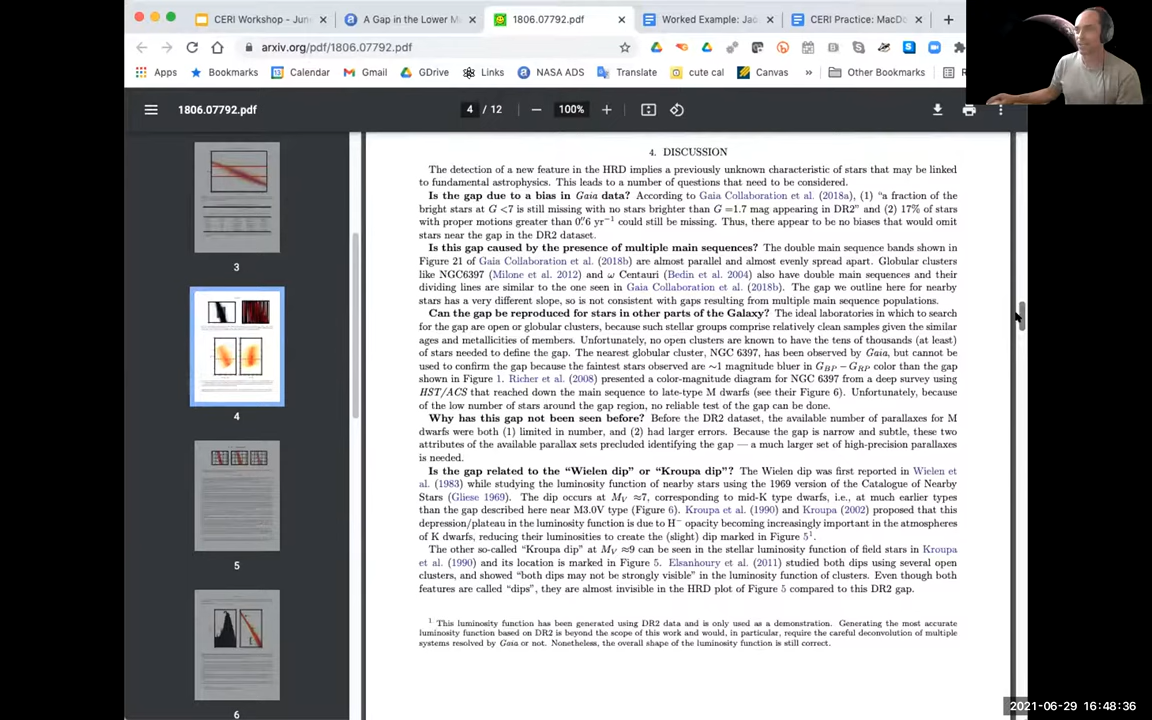 CERI Workshop - Jun
A Gap in the Lower M
1806.07792.pdf
Worked Example: Jac
CERI Practice: MacDo
arxiv.org/pdf/1806.07792.pdf
Apps
Bookmarks
Calendar
Gmail
GDrive
Links
NASA ADS
Translate
cute cal
Canvas
»
Other Bookmarks
1806.07792.pdf
4 / 12
100%
3
4
5
6
4. DISCUSSION
The detection of a new feature in the HRD implies a previously unknown characteristic of stars that may be linked
to fundamental astrophysics. This leads to a number of questions that need to be considered.
Is the gap due to a bias in Gaia data? According to Gaia Collaboration et al. (2018a), (1) “a fraction of the
bright stars at G <7 is still missing with no stars brighter than G =1.7 mag appearing in DR2” and (2) 17% of stars
with proper motions greater than 0.″6 yr⁻¹ could still be missing. Thus, there appear to be no biases that would omit
stars near the gap in the DR2 dataset.
Is this gap caused by the presence of multiple main sequences? The double main sequence bands shown in
Figure 21 of Gaia Collaboration et al. (2018b) are almost parallel and almost evenly spread apart. Globular clusters
like NGC6397 (Milone et al. 2012) and ω Centauri (Bedin et al. 2004) also have double main sequences and their
dividing lines are similar to the one seen in Gaia Collaboration et al. 2018b). The gap we outline here for nearby
stars has a very different slope, so is not consistent with gaps resulting from multiple main sequence populations.
Can the gap be reproduced for stars in other parts of the Galaxy? The ideal laboratories in which to search
for the gap are open or globular clusters, because such stellar groups comprise relatively clean samples given the similar
ages and metallicities of members. Unfortunately, no open clusters are known to have the tens of thousands (at least)
of stars needed to define the gap. The nearest globular cluster, NGC 6397, has been observed by Gaia, but cannot be
used to confirm the gap because the faintest stars observed are ~1 magnitude bluer in G_BP − G_RP color than the gap
shown in Figure 1. Richer et al. (2008) presented a color-magnitude diagram for NGC 6397 from a deep survey using
HST/ACS that reached down the main sequence to late-type M dwarfs (see their Figure 6). Unfortunately, because
of the low number of stars around the gap region, no reliable test of the gap can be done.
Why has this gap not been seen before? Before the DR2 dataset, the available number of parallaxes for M
dwarfs were both (1) limited in number, and (2) had larger errors. Because the gap is narrow and subtle, these two
attributes of the available parallax sets precluded identifying the gap — a much larger set of high-precision parallaxes
is needed.
Is the gap related to the “Wielen dip” or “Kroupa dip”? The Wielen dip was first reported in Wielen et
al. (1983) while studying the luminosity function of nearby stars using the 1969 version of the Catalogue of Nearby
Stars (Gliese 1969). The dip occurs at M_V ≈7, corresponding to mid-K type dwarfs, i.e., at much earlier types
than the gap described here near M3.0V type (Figure 6). Kroupa et al. (1990) and Kroupa (2002) proposed that this
depression/plateau in the luminosity function is due to H⁻ opacity becoming increasingly important in the atmospheres
of K dwarfs, reducing their luminosities to create the (slight) dip marked in Figure 5¹.
The other so-called “Kroupa dip” at M_V ≈9 can be seen in the stellar luminosity function of field stars in Kroupa
et al. (1990) and its location is marked in Figure 5. Elsanhoury et al. (2011) studied both dips using several open
clusters, and showed “both dips may not be strongly visible” in the luminosity function of clusters. Even though both
features are called “dips”, they are almost invisible in the HRD plot of Figure 5 compared to this DR2 gap.
¹ This luminosity function has been generated using DR2 data and is only used as a demonstration. Generating the most accurate
luminosity function based on DR2 is beyond the scope of this work and would, in particular, require the careful deconvolution of multiple
systems resolved by Gaia or not. Nonetheless, the overall shape of the luminosity function is still correct.
2021-06-29 16:48:36